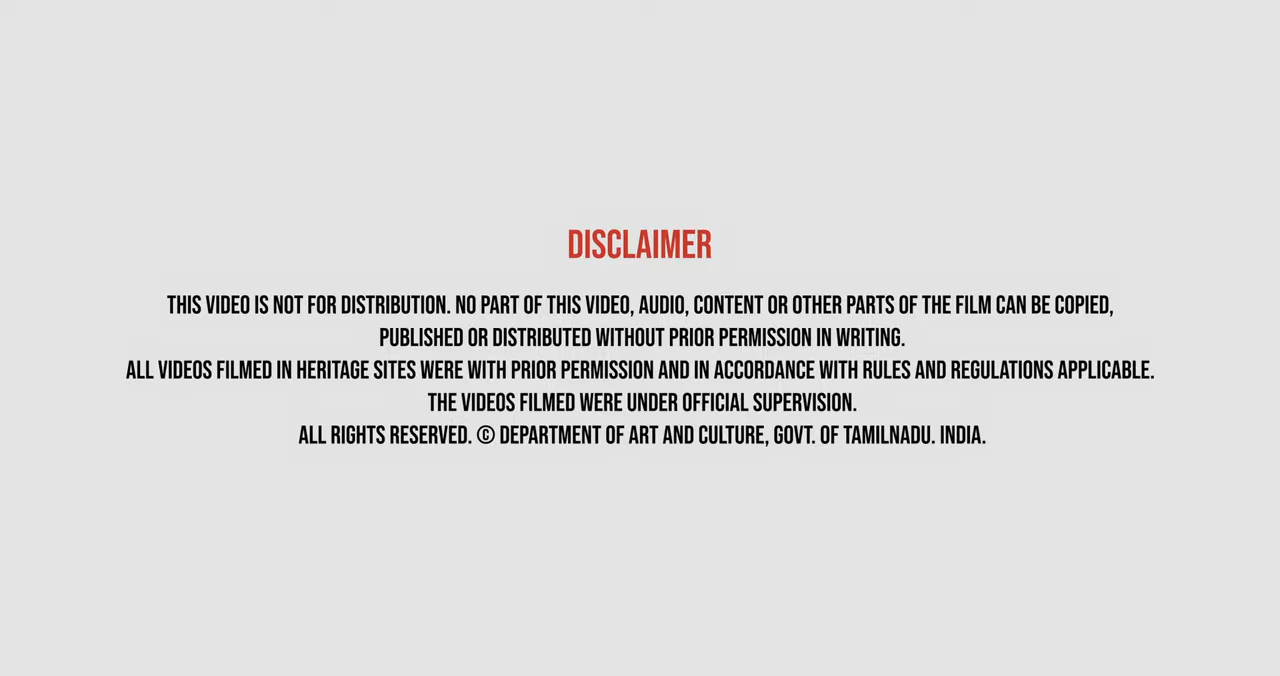 DISCLAIMER
THIS VIDEO IS NOT FOR DISTRIBUTION. NO PART OF THIS VIDEO, AUDIO, CONTENT OR OTHER PARTS OF THE FILM CAN BE COPIED,
PUBLISHED OR DISTRIBUTED WITHOUT PRIOR PERMISSION IN WRITING.
ALL VIDEOS FILMED IN HERITAGE SITES WERE WITH PRIOR PERMISSION AND IN ACCORDANCE WITH RULES AND REGULATIONS APPLICABLE.
THE VIDEOS FILMED WERE UNDER OFFICIAL SUPERVISION.
ALL RIGHTS RESERVED. © DEPARTMENT OF ART AND CULTURE, GOVT. OF TAMILNADU. INDIA.